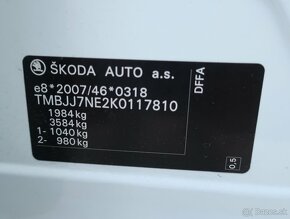 ŠKODA AUTO a.s.
e8*2007/46*0318
TMBJJ7NE2K0117810
1984kg
3584kg
1- 1040kg
2- 980kg
DFFA
0,5